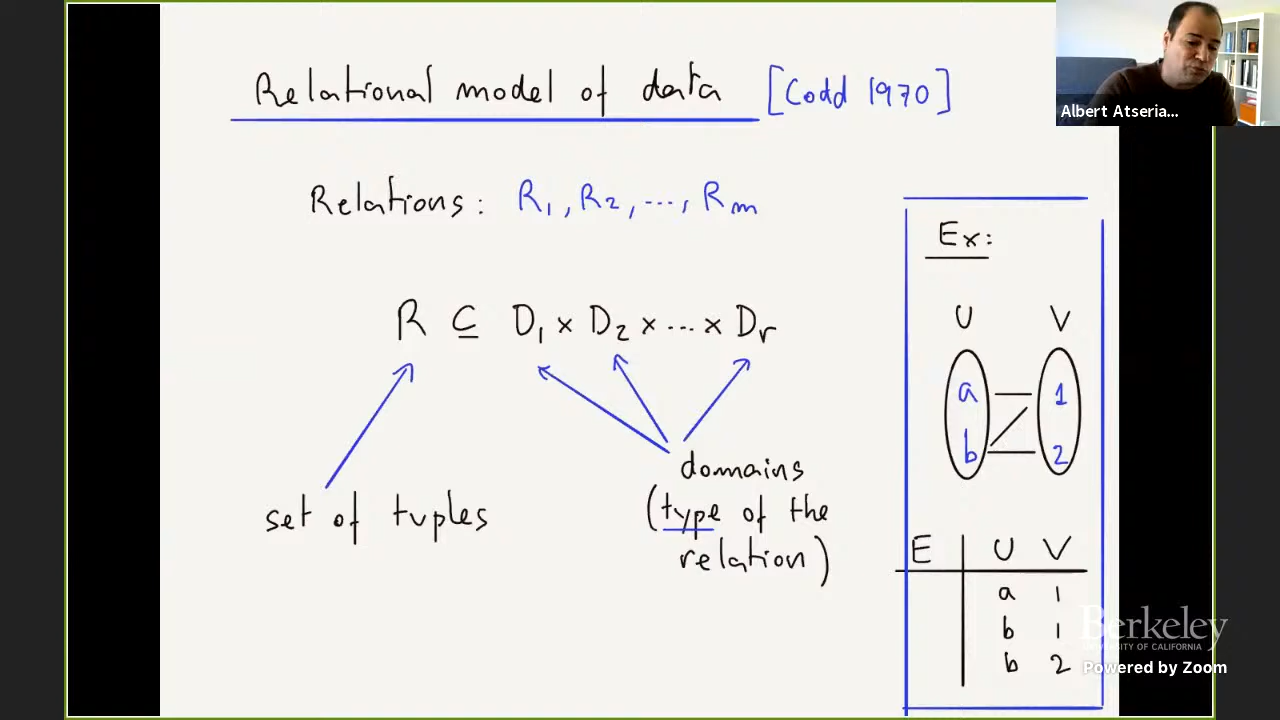 Relational model of data [Codd 1970]
Relations: R1, R2, ..., Rm
R ⊆ D1 × D2 × ... × Dr
set of tuples
domains
(type of the
relation)
Ex:
U V
a 1
b 2
E U V
a 1
b 1
b 2
Albert Atseria...
Berkeley
UNIVERSITY OF CALIFORNIA
Powered by Zoom